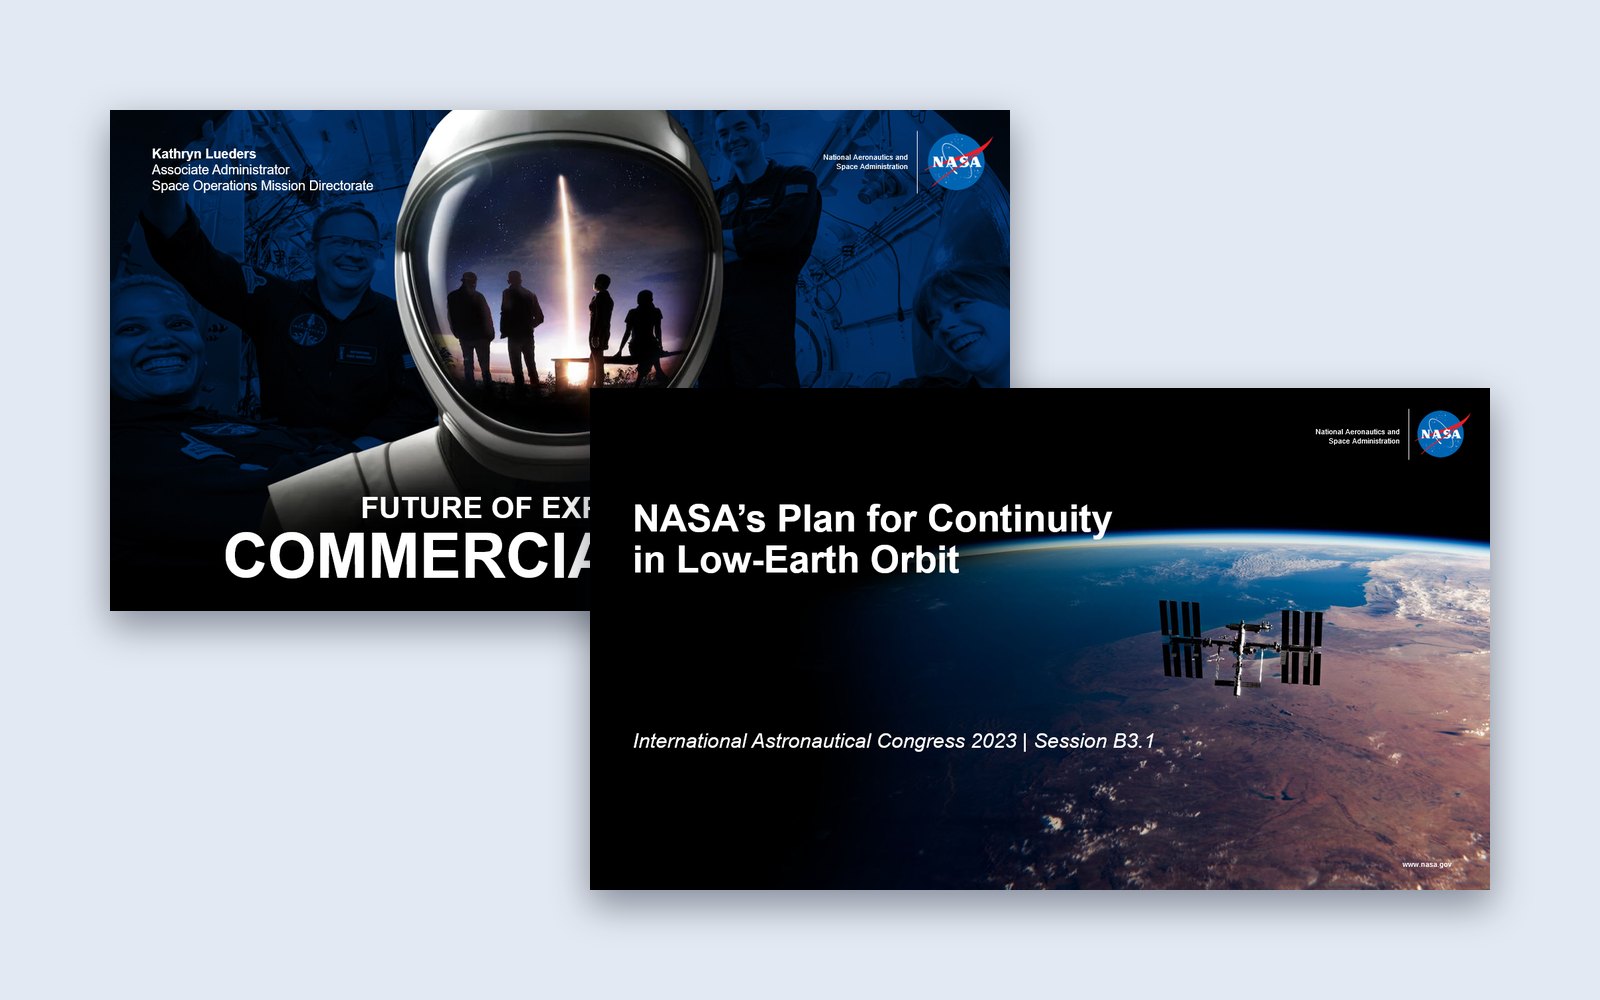 Kathryn Lueders
Associate Administrator
Space Operations Mission Directorate
National Aeronautics and
Space Administration
NASA
FUTURE OF EXP
COMMERCIA
National Aeronautics and
Space Administration
NASA
NASA’s Plan for Continuity
in Low-Earth Orbit
International Astronautical Congress 2023 | Session B3.1
www.nasa.gov